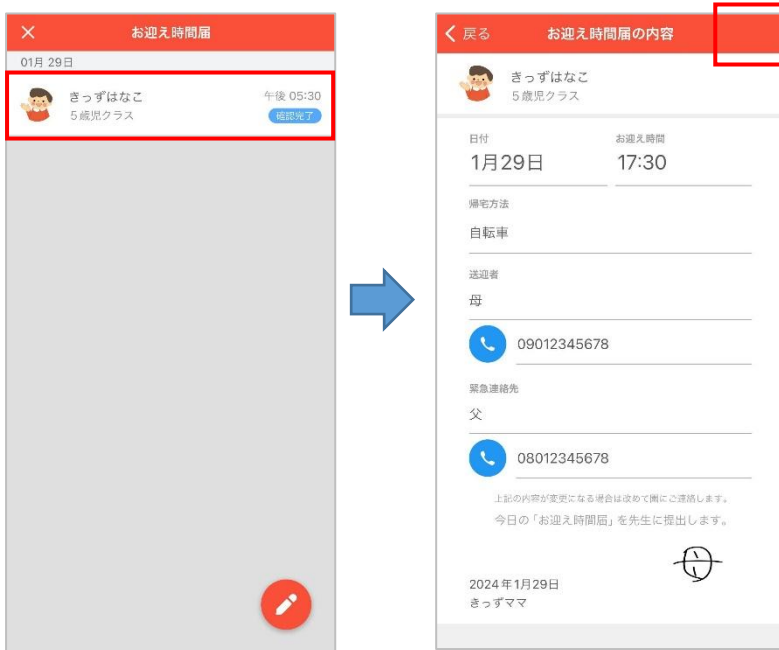 お迎え時間届
01月 29日
きっずはなこ
午後 05:30
5歳児クラス
確認完了
戻る
お迎え時間届の内容
きっずはなこ
5歳児クラス
日付
お迎え時間
1月29日
17:30
帰宅方法
自転車
送迎者
母
09012345678
緊急連絡先
父
08012345678
上記の内容が変更になる場合は改めて園にご連絡します。
今日の「お迎え時間届」を先生に提出します。
2024年1月29日
きっずママ